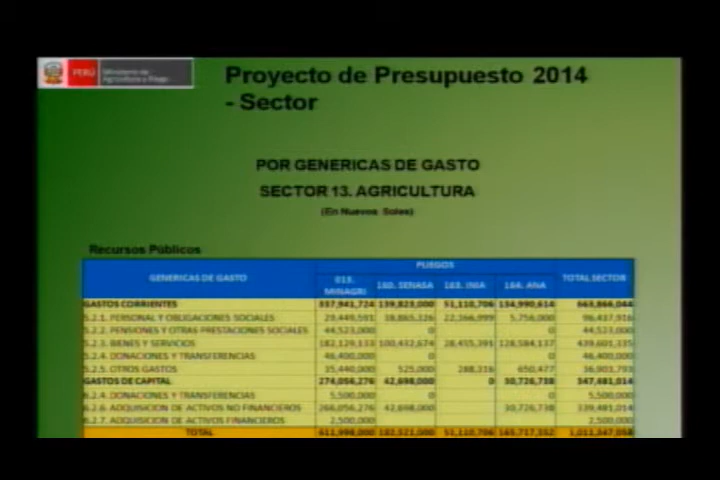 PERÚ Ministerio de Agricultura y Riego
Proyecto de Presupuesto 2014
- Sector
POR GENERICAS DE GASTO
SECTOR 13. AGRICULTURA
(En Nuevos Soles)
Recursos Públicos
PLIEGOS
GENERICAS DE GASTO 013. MINAGRI 160. SENASA 163. INIA 164. ANA TOTAL SECTOR
GASTOS CORRIENTES 337,941,724 139,823,000 51,110,706 134,990,614 663,866,044
5.2.1. PERSONAL Y OBLIGACIONES SOCIALES 29,449,591 38,865,326 22,366,999 5,756,000 96,437,916
5.2.2. PENSIONES Y OTRAS PRESTACIONES SOCIALES 44,523,000 0 0 44,523,000
5.2.3. BIENES Y SERVICIOS 182,129,133 100,432,674 28,455,391 128,584,137 439,601,335
5.2.4. DONACIONES Y TRANSFERENCIAS 46,400,000 0 0 46,400,000
5.2.5. OTROS GASTOS 35,440,000 525,000 288,316 650,477 36,903,793
GASTOS DE CAPITAL 274,056,276 42,698,000 0 30,726,738 347,481,014
6.2.4. DONACIONES Y TRANSFERENCIAS 5,500,000 0 0 5,500,000
6.2.6. ADQUISICION DE ACTIVOS NO FINANCIEROS 266,056,276 42,698,000 30,726,738 339,481,014
6.2.7. ADQUISICION DE ACTIVOS FINANCIEROS 2,500,000 2,500,000
TOTAL 611,998,000 182,521,000 51,110,706 165,717,352 1,011,347,058